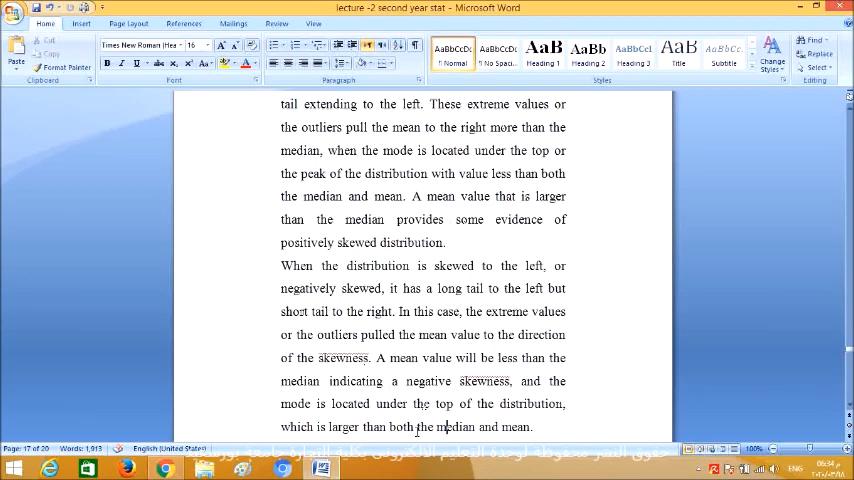 lecture -2 second year stat - Microsoft Word
Home Insert Page Layout References Mailings Review View
Cut
Copy
Format Painter
Paste
Times New Roman (Hea 16
AaBbCcDc AaBbCcDc AaBbC AaBbC AaBbCcI AaBb AaBbCcL
¶ Normal ¶ No Spaci... Heading 1 Heading 2 Heading 3 Title Subtitle
Change Styles
Find
Replace
Select
Clipboard Font Paragraph Styles Editing
tail extending to the left. These extreme values or
the outliers pull the mean to the right more than the
median, when the mode is located under the top or
the peak of the distribution with value less than both
the median and mean. A mean value that is larger
than the median provides some evidence of
positively skewed distribution.
When the distribution is skewed to the left, or
negatively skewed, it has a long tail to the left but
short tail to the right. In this case, the extreme values
or the outliers pulled the mean value to the direction
of the skewness. A mean value will be less than the
median indicating a negative skewness, and the
mode is located under the top of the distribution,
which is larger than both the median and mean.
Page: 17 of 20 Words: 1,913 English (United States) 100%
ENG 06:34 م